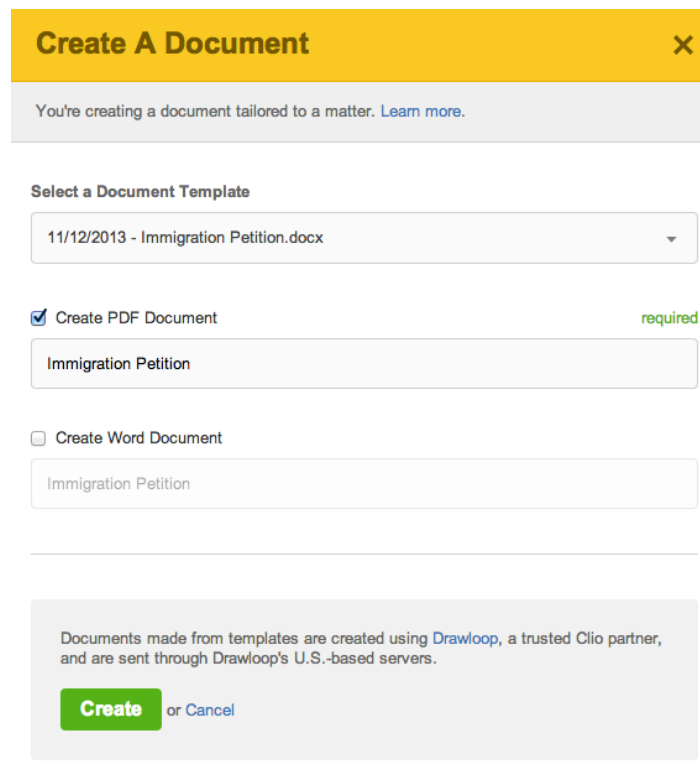 Create A Document
You're creating a document tailored to a matter. Learn more.
Select a Document Template
11/12/2013 - Immigration Petition.docx
Create PDF Document required
Immigration Petition
Create Word Document
Immigration Petition
Documents made from templates are created using Drawloop, a trusted Clio partner,
and are sent through Drawloop's U.S.-based servers.
Create or Cancel